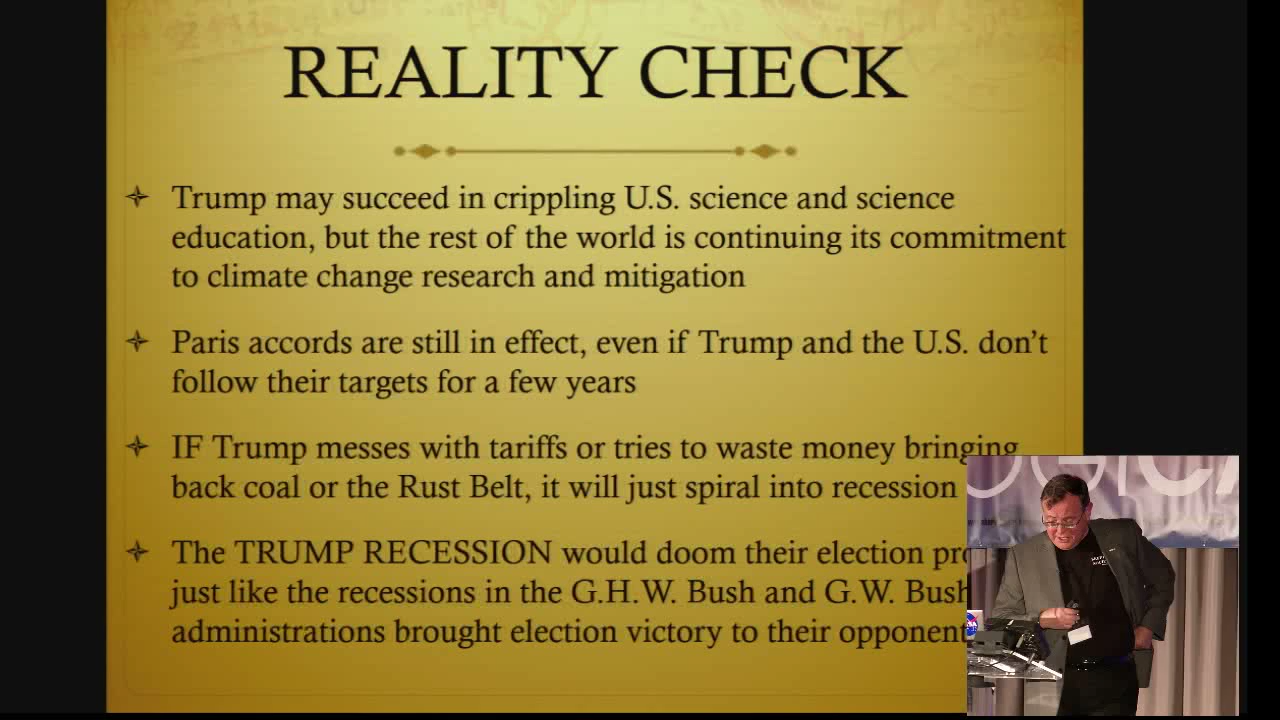 REALITY CHECK
Trump may succeed in crippling U.S. science and science
education, but the rest of the world is continuing its commitment
to climate change research and mitigation
Paris accords are still in effect, even if Trump and the U.S. don’t
follow their targets for a few years
IF Trump messes with tariffs or tries to waste money bringing
back coal or the Rust Belt, it will just spiral into recession
The TRUMP RECESSION would doom their election pro
just like the recessions in the G.H.W. Bush and G.W. Bush
administrations brought election victory to their opponent
OGICA